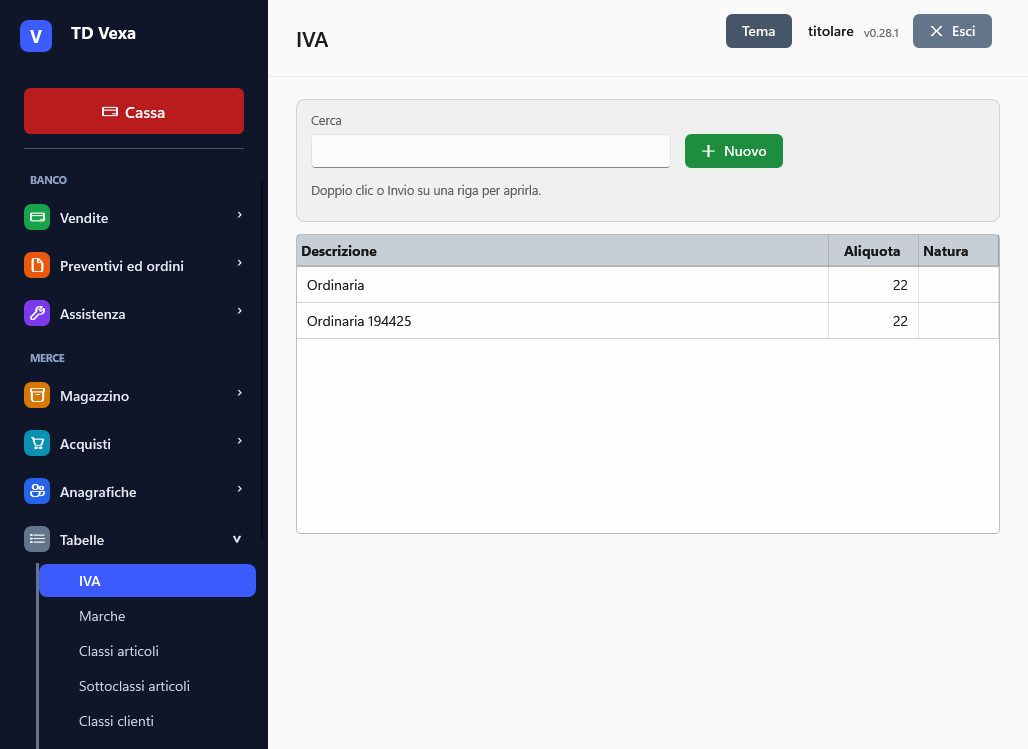 V TD Vexa
Cassa
BANCO
Vendite
Preventivi ed ordini
Assistenza
MERCE
Magazzino
Acquisti
Anagrafiche
Tabelle
IVA
Marche
Classi articoli
Sottoclassi articoli
Classi clienti
IVA
Tema titolare v0.28.1 Esci
Cerca
Nuovo
Doppio clic o Invio su una riga per aprirla.
Descrizione Aliquota Natura
Ordinaria 22
Ordinaria 194425 22